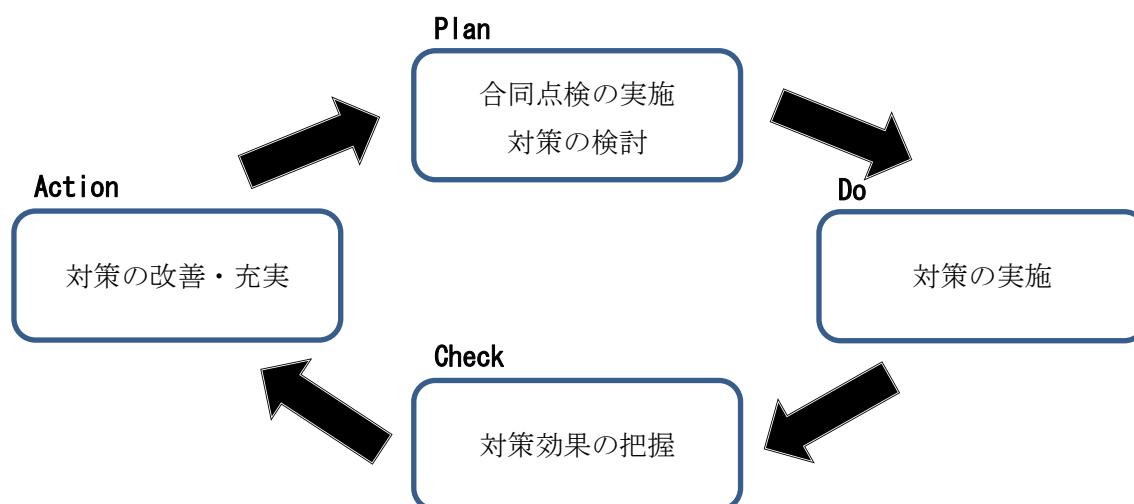 Plan
合同点検の実施
対策の検討
Do
対策の実施
Check
対策効果の把握
Action
対策の改善・充実